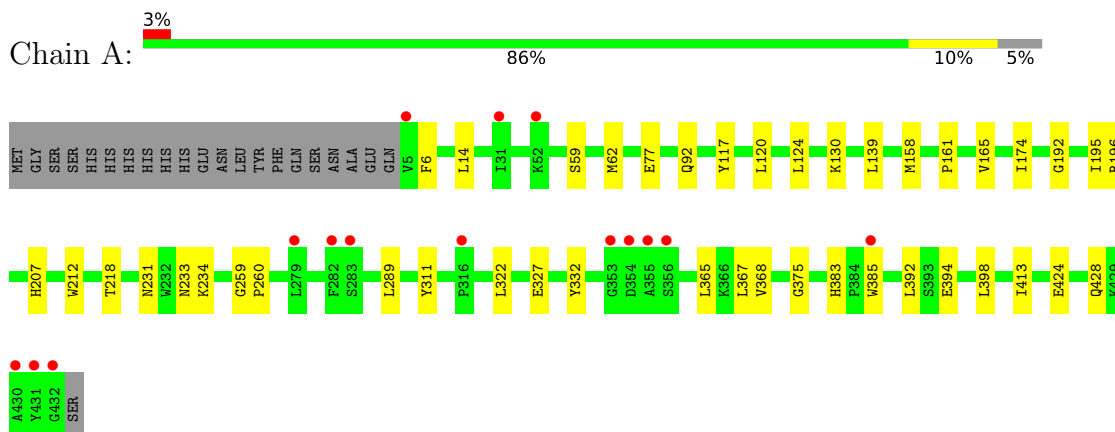 3%
Chain A:
86% 10% 5%
MET GLY SER SER HIS HIS HIS HIS HIS HIS GLU ASN LEU TYR PHE GLN SER ASN ALA GLU GLN V5 F6 L14 I31 K52 S59 M62 E77 Q92 Y117 L120 L124 K130 L139 M158 P161 V165 I174 G192 I195 R196
H207 W212 T218 N231 W232 N233 K234 G259 P260 L279 F282 S283 L289 Y311 P316 L322 E327 Y332 G353 D354 A355 S356 L365 K366 L367 V368 G375 H383 P384 W385 L392 S393 E394 L398 I413 E424 Q428 K429
A430 Y431 G432 SER